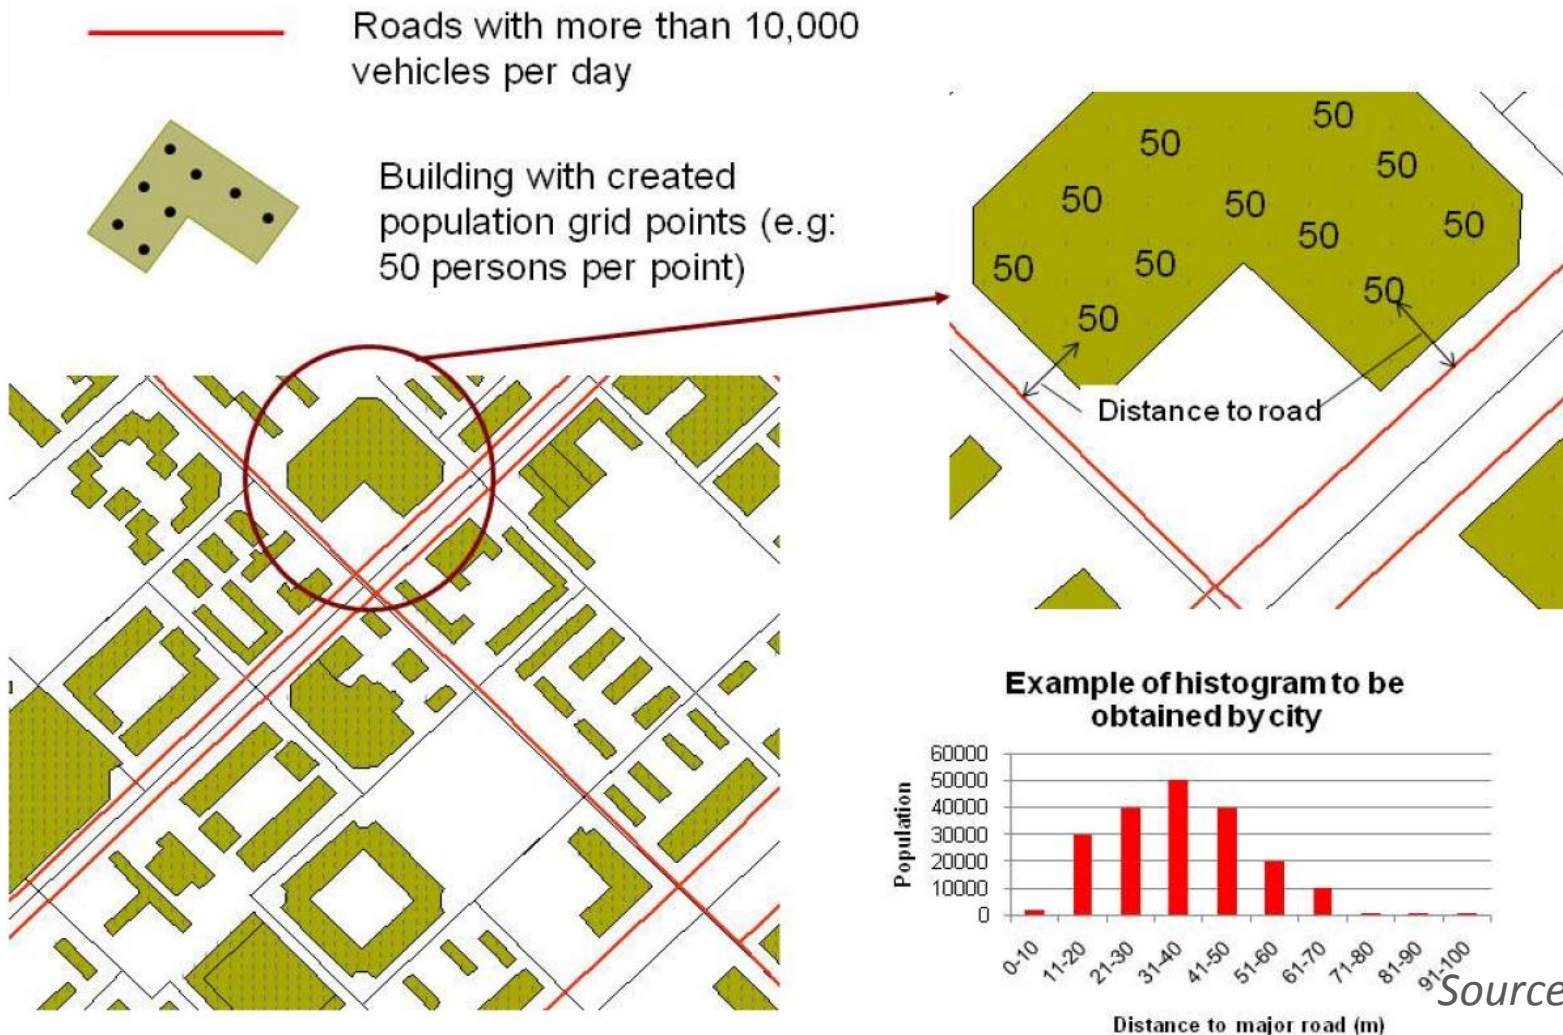 Roads with more than 10,000
vehicles per day
Building with created
population grid points (e.g:
50 persons per point)
50
50
50
50
50
50
50
50
50
50
50
50
Distance to road
Example of histogram to be
obtained by city
Population
60000
50000
40000
30000
20000
10000
0
0-10
11-20
21-30
31-40
41-50
51-60
61-70
71-80
81-90
91-100
Distance to major road (m)
Source